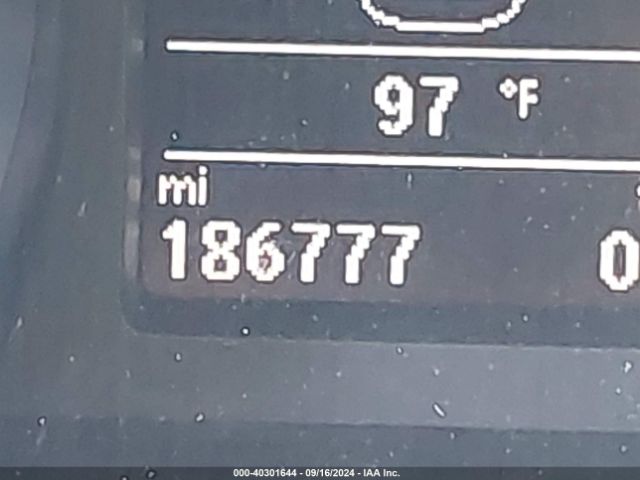 97 °F
mi
186777 0
000-40301644 - 09/16/2024 - IAA Inc.